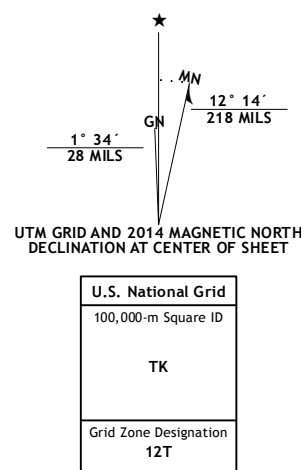 ★
MN
GN
12° 14´
218 MILS
1° 34´
28 MILS
UTM GRID AND 2014 MAGNETIC NORTH
DECLINATION AT CENTER OF SHEET
U.S. National Grid
100,000-m Square ID
TK
Grid Zone Designation
12T